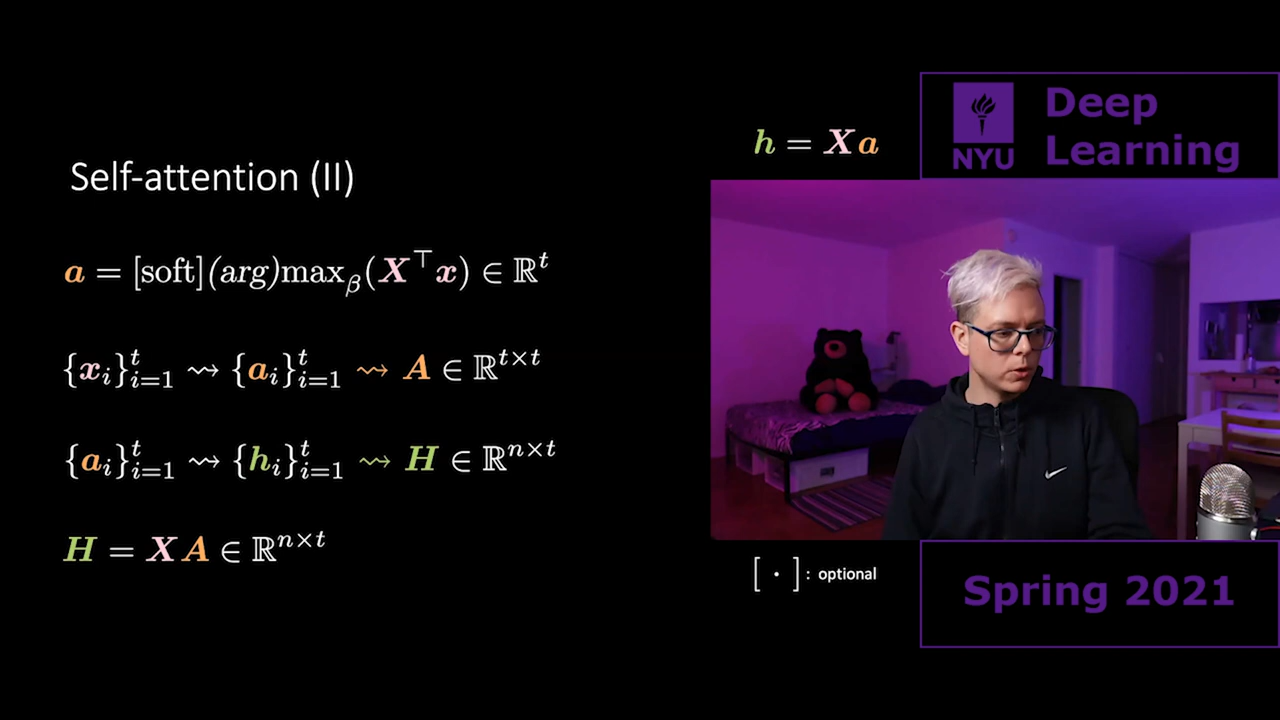 Self-attention (II)
a = [soft](arg)max_β(X^⊤x) ∈ ℝ^t
{x_i}_{i=1}^t ⇝ {a_i}_{i=1}^t ⇝ A ∈ ℝ^{t×t}
{a_i}_{i=1}^t ⇝ {h_i}_{i=1}^t ⇝ H ∈ ℝ^{n×t}
H = XA ∈ ℝ^{n×t}
h = Xa
NYU
Deep
Learning
[ · ] : optional
Spring 2021